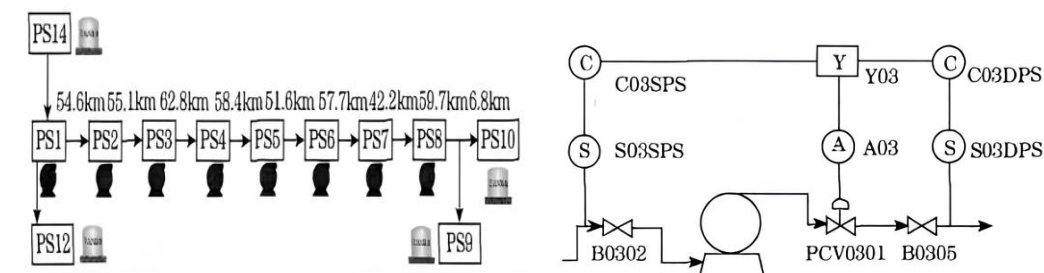 PS14
54.6km 55.1km 62.8km 58.4km 51.6km 57.7km 42.2km 59.7km 6.8km
PS1 PS2 PS3 PS4 PS5 PS6 PS7 PS8 PS10
PS12 PS9
C C03SPS Y Y03 C C03DPS
S S03SPS A A03 S S03DPS
B0302 PCV0301 B0305